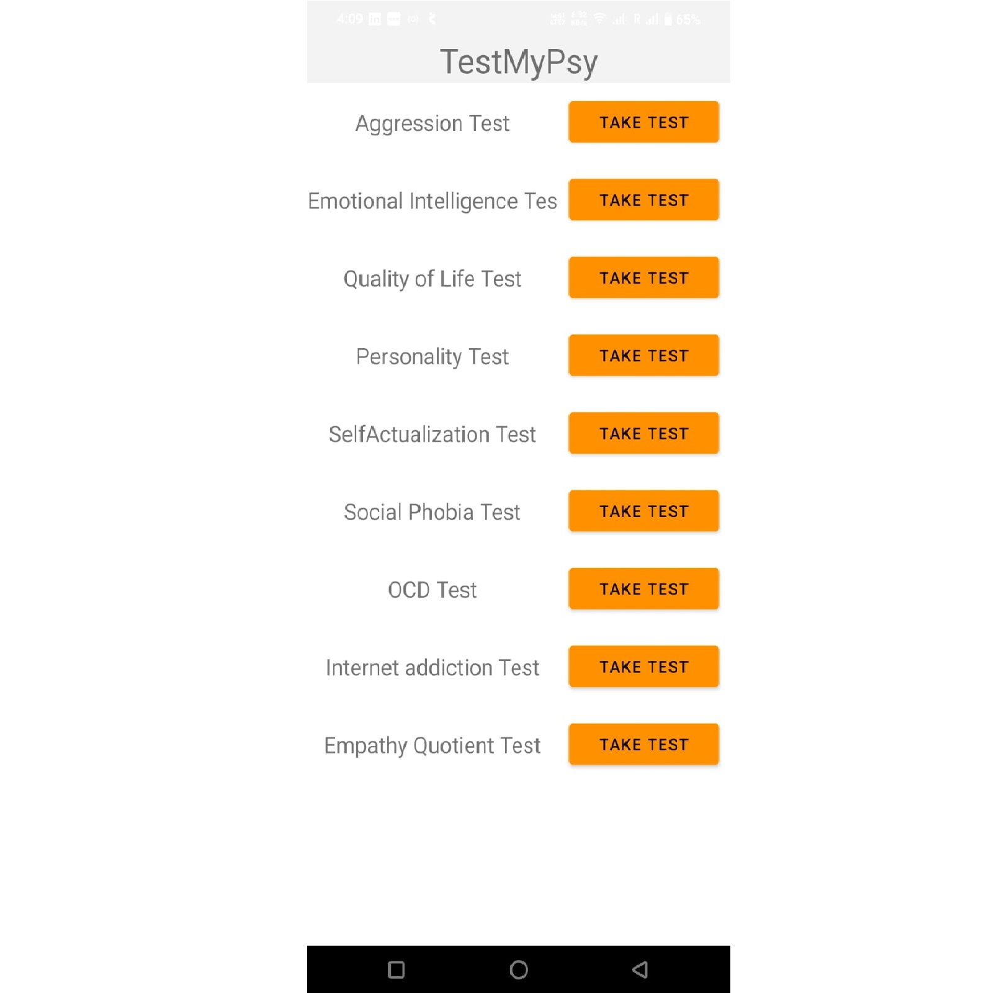 4:09 65%
TestMyPsy
Aggression Test TAKE TEST
Emotional Intelligence Tes TAKE TEST
Quality of Life Test TAKE TEST
Personality Test TAKE TEST
SelfActualization Test TAKE TEST
Social Phobia Test TAKE TEST
OCD Test TAKE TEST
Internet addiction Test TAKE TEST
Empathy Quotient Test TAKE TEST